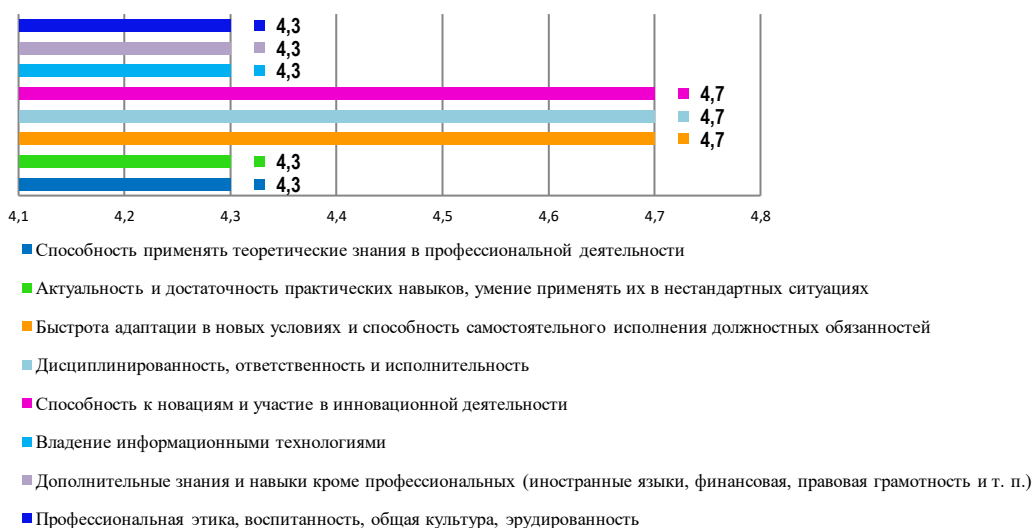 4,3
4,3
4,3
4,7
4,7
4,7
4,3
4,3
4,1 4,2 4,3 4,4 4,5 4,6 4,7 4,8
Способность применять теоретические знания в профессиональной деятельности
Актуальность и достаточность практических навыков, умение применять их в нестандартных ситуациях
Быстрота адаптации в новых условиях и способность самостоятельного исполнения должностных обязанностей
Дисциплинированность, ответственность и исполнительность
Способность к новациям и участие в инновационной деятельности
Владение информационными технологиями
Дополнительные знания и навыки кроме профессиональных (иностранные языки, финансовая, правовая грамотность и т. п.)
Профессиональная этика, воспитанность, общая культура, эрудированность